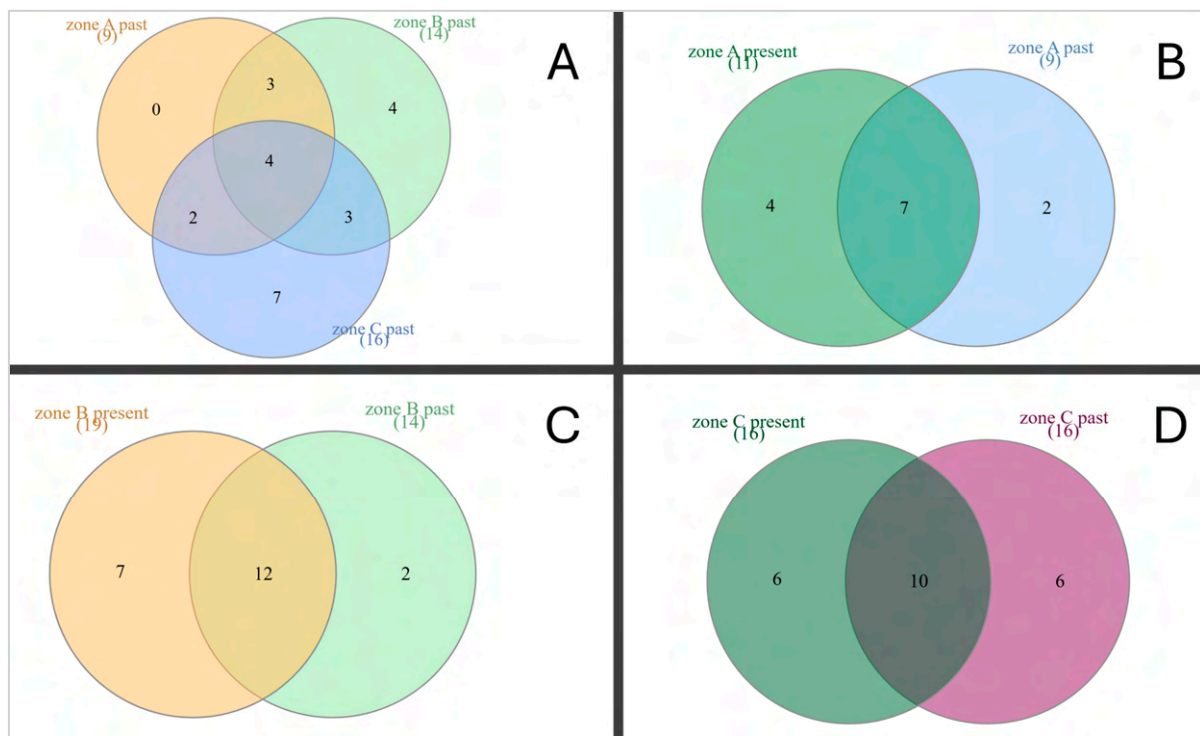 zone A past
(9)
zone B past
(14)
A
3
0
4
4
2
3
7
zone C past
(16)
zone A present
(11)
zone A past
(9)
B
4
7
2
zone B present
(19)
zone B past
(14)
C
7
12
2
zone C present
(16)
zone C past
(16)
D
6
10
6